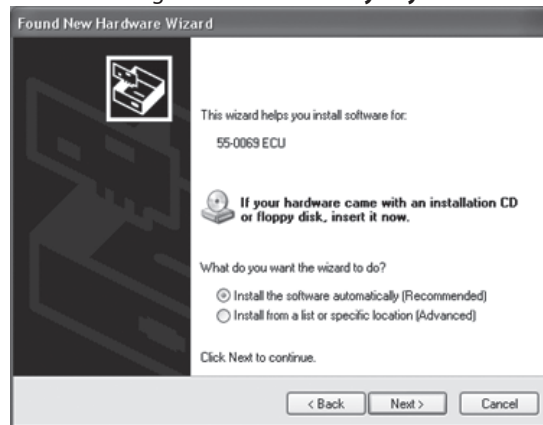 Found New Hardware Wizard
This wizard helps you install software for:
55-0069 ECU
If your hardware came with an installation CD
or floppy disk, insert it now.
What do you want the wizard to do?
Install the software automatically (Recommended)
Install from a list or specific location (Advanced)
Click Next to continue.
< Back Next > Cancel